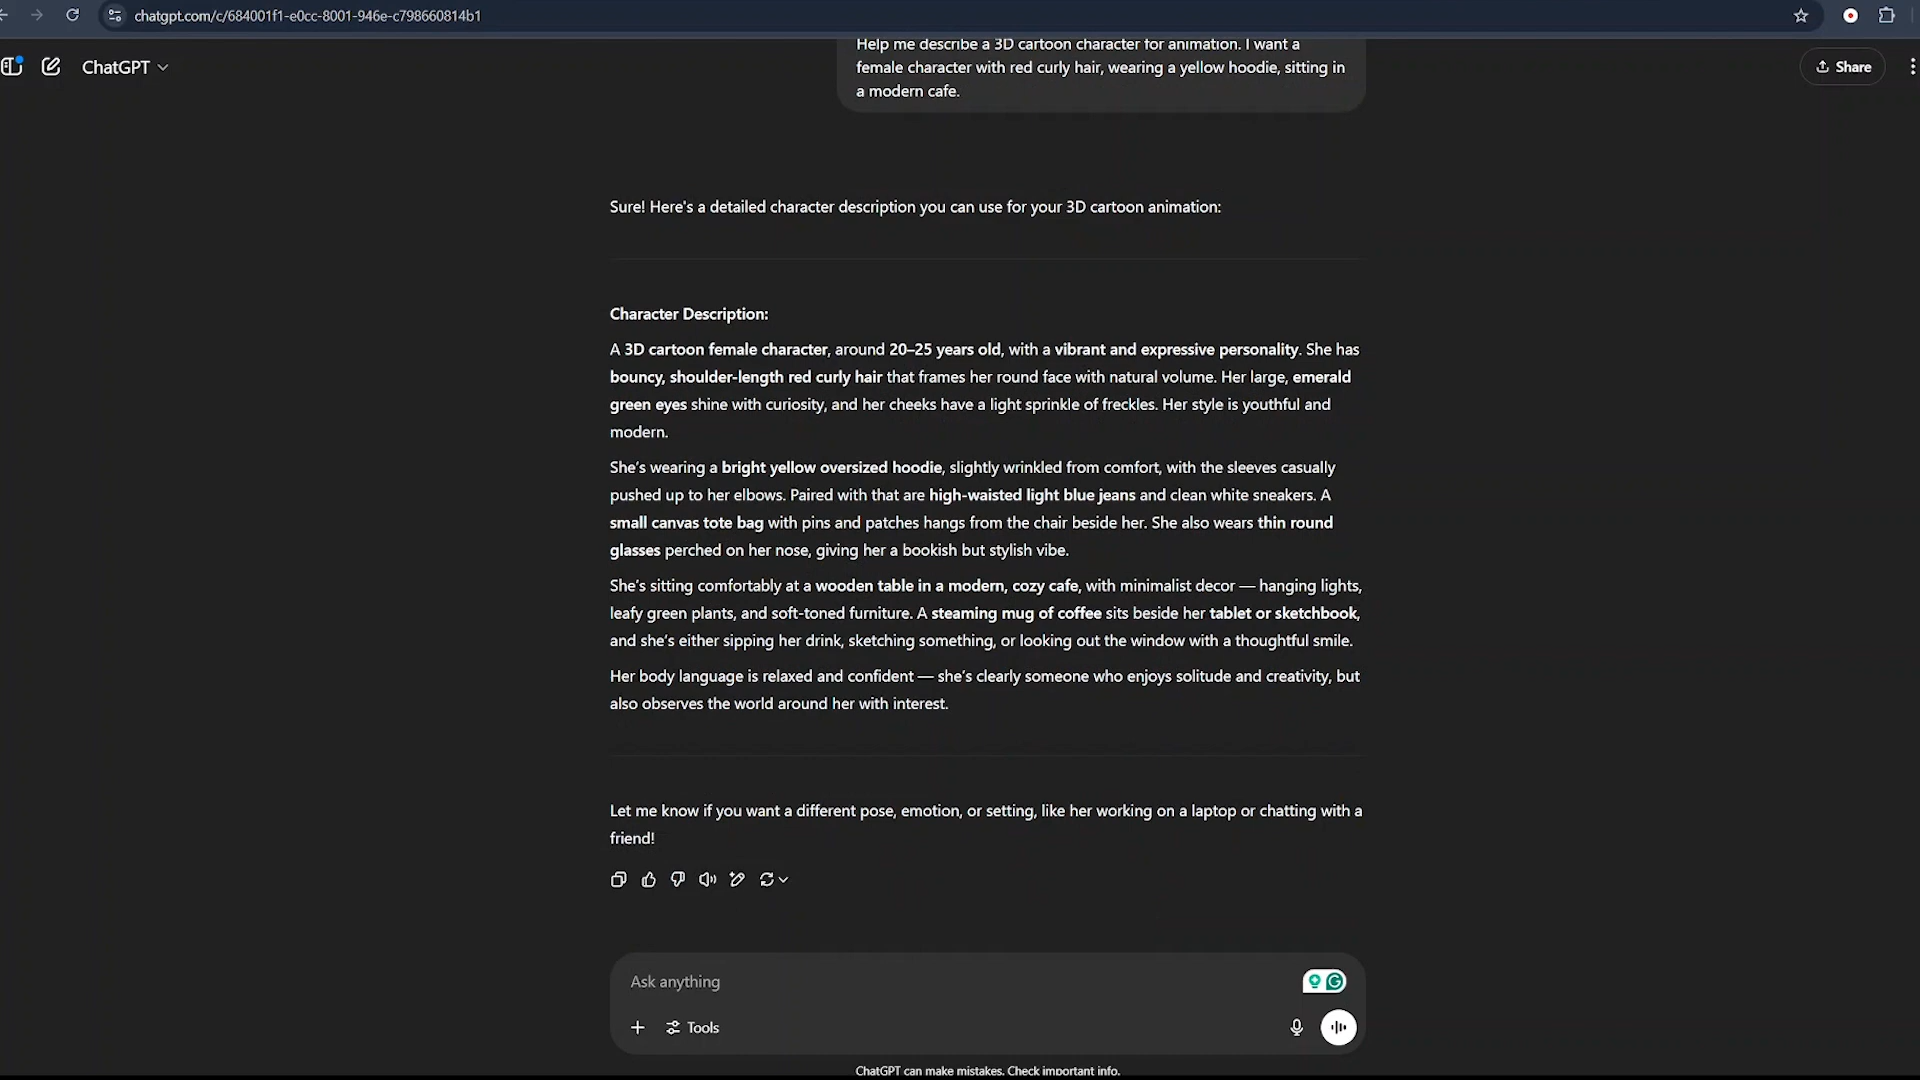 chatgpt.com/c/684001f1-e0cc-8001-946e-c798660814b1
Help me describe a 3D cartoon character for animation. I want a
female character with red curly hair, wearing a yellow hoodie, sitting in
a modern cafe.
ChatGPT
Share
Sure! Here's a detailed character description you can use for your 3D cartoon animation:
Character Description:
A 3D cartoon female character, around 20–25 years old, with a vibrant and expressive personality. She has
bouncy, shoulder-length red curly hair that frames her round face with natural volume. Her large, emerald
green eyes shine with curiosity, and her cheeks have a light sprinkle of freckles. Her style is youthful and
modern.
She’s wearing a bright yellow oversized hoodie, slightly wrinkled from comfort, with the sleeves casually
pushed up to her elbows. Paired with that are high-waisted light blue jeans and clean white sneakers. A
small canvas tote bag with pins and patches hangs from the chair beside her. She also wears thin round
glasses perched on her nose, giving her a bookish but stylish vibe.
She’s sitting comfortably at a wooden table in a modern, cozy cafe, with minimalist decor — hanging lights,
leafy green plants, and soft-toned furniture. A steaming mug of coffee sits beside her tablet or sketchbook,
and she’s either sipping her drink, sketching something, or looking out the window with a thoughtful smile.
Her body language is relaxed and confident — she’s clearly someone who enjoys solitude and creativity, but
also observes the world around her with interest.
Let me know if you want a different pose, emotion, or setting, like her working on a laptop or chatting with a
friend!
Ask anything
Tools
ChatGPT can make mistakes. Check important info.